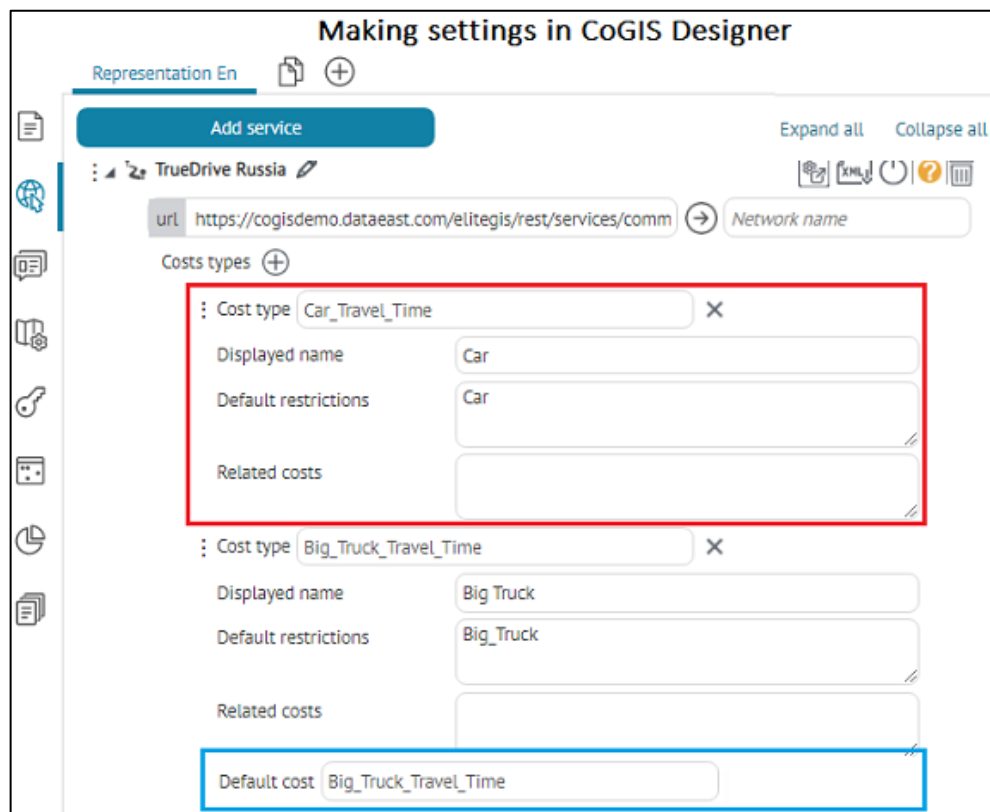 Making settings in CoGIS Designer
Representation En
Add service
Expand all Collapse all
TrueDrive Russia
XML ?
url https://cogisdemo.dataeast.com/elitegis/rest/services/comm Network name
Costs types
Cost type Car_Travel_Time
Displayed name Car
Default restrictions Car
Related costs
Cost type Big_Truck_Travel_Time
Displayed name Big Truck
Default restrictions Big_Truck
Related costs
Default cost Big_Truck_Travel_Time